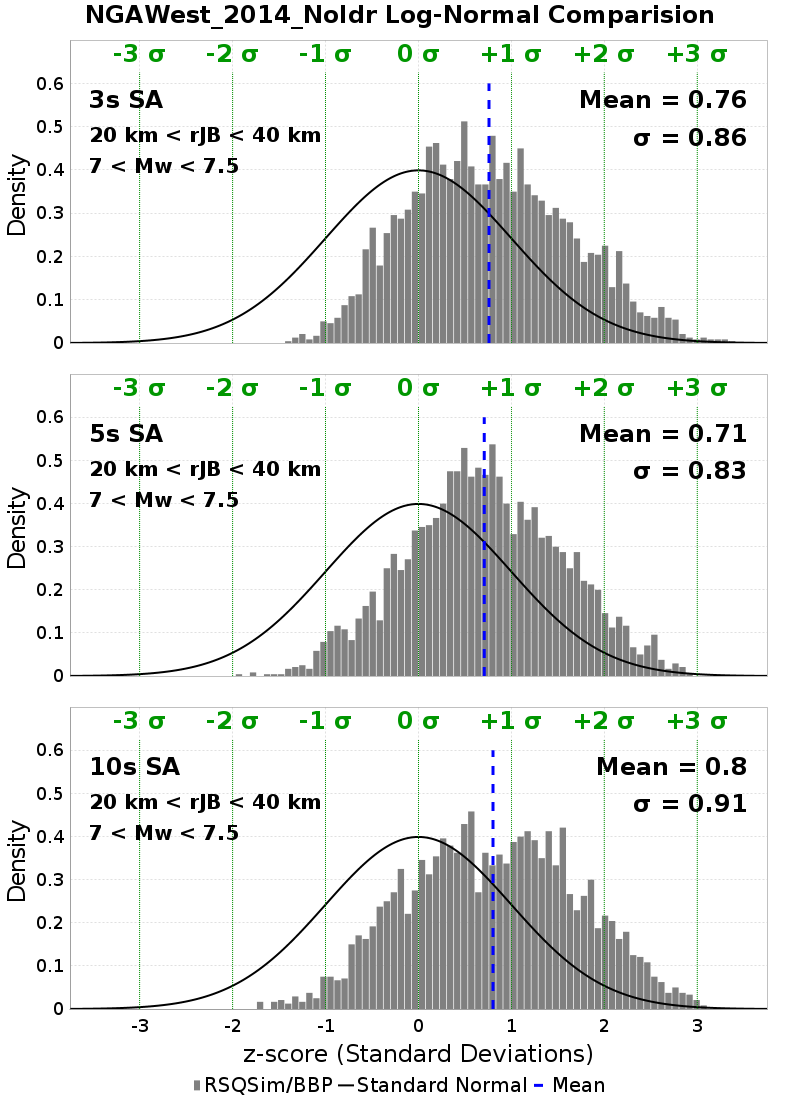 NGAWest_2014_NoIdr Log-Normal Comparision
-3 σ -2 σ -1 σ 0 σ +1 σ +2 σ +3 σ
3s SA
20 km < rJB < 40 km
7 < Mw < 7.5
Mean = 0.76
σ = 0.86
0.6
0.5
0.4
0.3
0.2
0.1
0
Density
-3 σ -2 σ -1 σ 0 σ +1 σ +2 σ +3 σ
5s SA
20 km < rJB < 40 km
7 < Mw < 7.5
Mean = 0.71
σ = 0.83
0.6
0.5
0.4
0.3
0.2
0.1
0
Density
-3 σ -2 σ -1 σ 0 σ +1 σ +2 σ +3 σ
10s SA
20 km < rJB < 40 km
7 < Mw < 7.5
Mean = 0.8
σ = 0.91
0.6
0.5
0.4
0.3
0.2
0.1
0
Density
-3 -2 -1 0 1 2 3
z-score (Standard Deviations)
RSQSim/BBP Standard Normal Mean